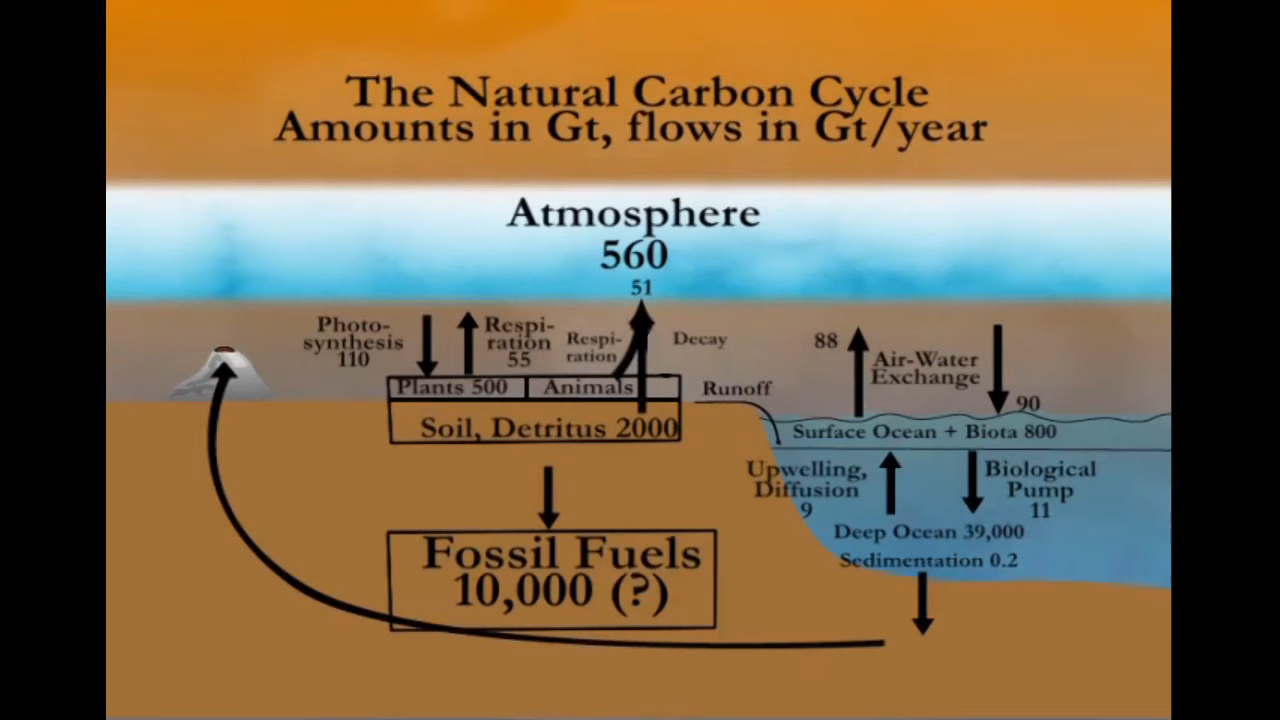 The Natural Carbon Cycle
Amounts in Gt, flows in Gt/year
Atmosphere
560
51
Photo-
synthesis
110
Respi-
ration
55
Respi-
ration
Decay
Plants 500
Animals
Soil, Detritus 2000
Runoff
88
Air-Water
Exchange
90
Surface Ocean + Biota 800
Upwelling,
Diffusion
9
Biological
Pump
11
Deep Ocean 39,000
Sedimentation 0.2
Fossil Fuels
10,000 (?)